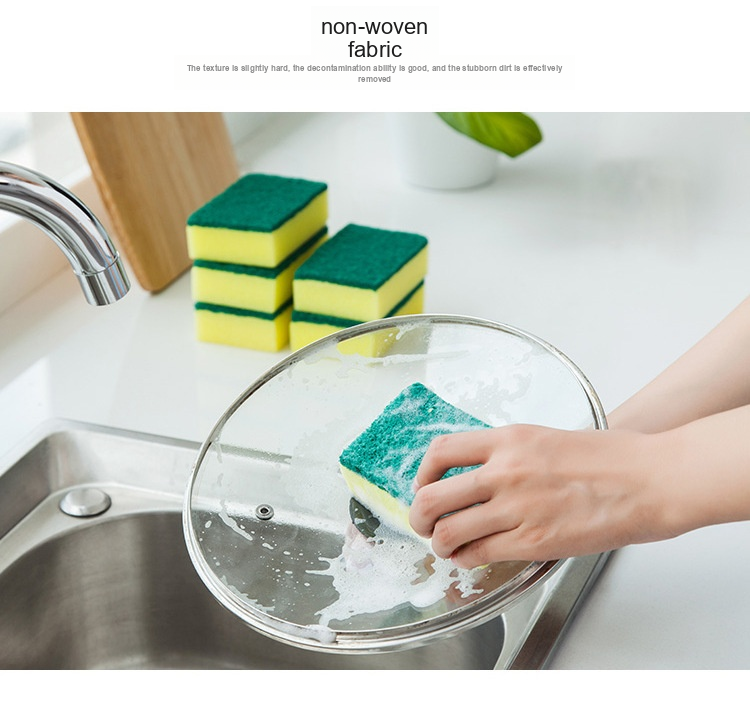 non-woven
fabric
The texture is slightly hard, the decontamination ability is good, and the stubborn dirt is effectively
removed